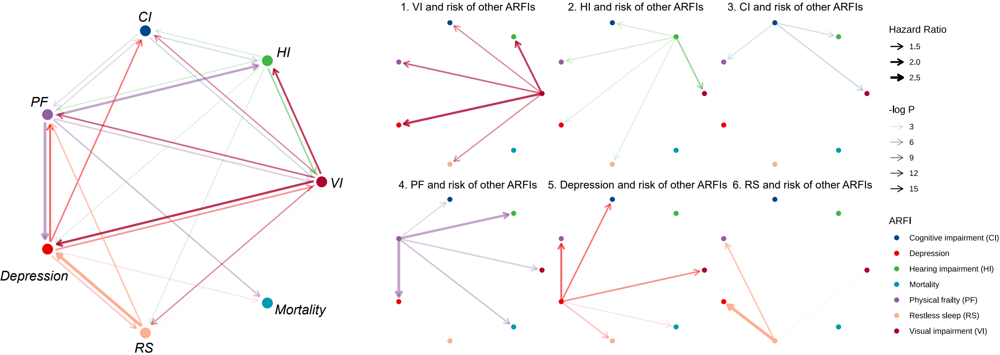 CI
HI
PF
VI
Depression
Mortality
RS
1. VI and risk of other ARFIs
2. HI and risk of other ARFIs
3. CI and risk of other ARFIs
4. PF and risk of other ARFIs
5. Depression and risk of other ARFIs
6. RS and risk of other ARFIs
Hazard Ratio
1.5
2.0
2.5
-log P
3
6
9
12
15
ARFI
Cognitive impairment (CI)
Depression
Hearing impairment (HI)
Mortality
Physical frailty (PF)
Restless sleep (RS)
Visual impairment (VI)